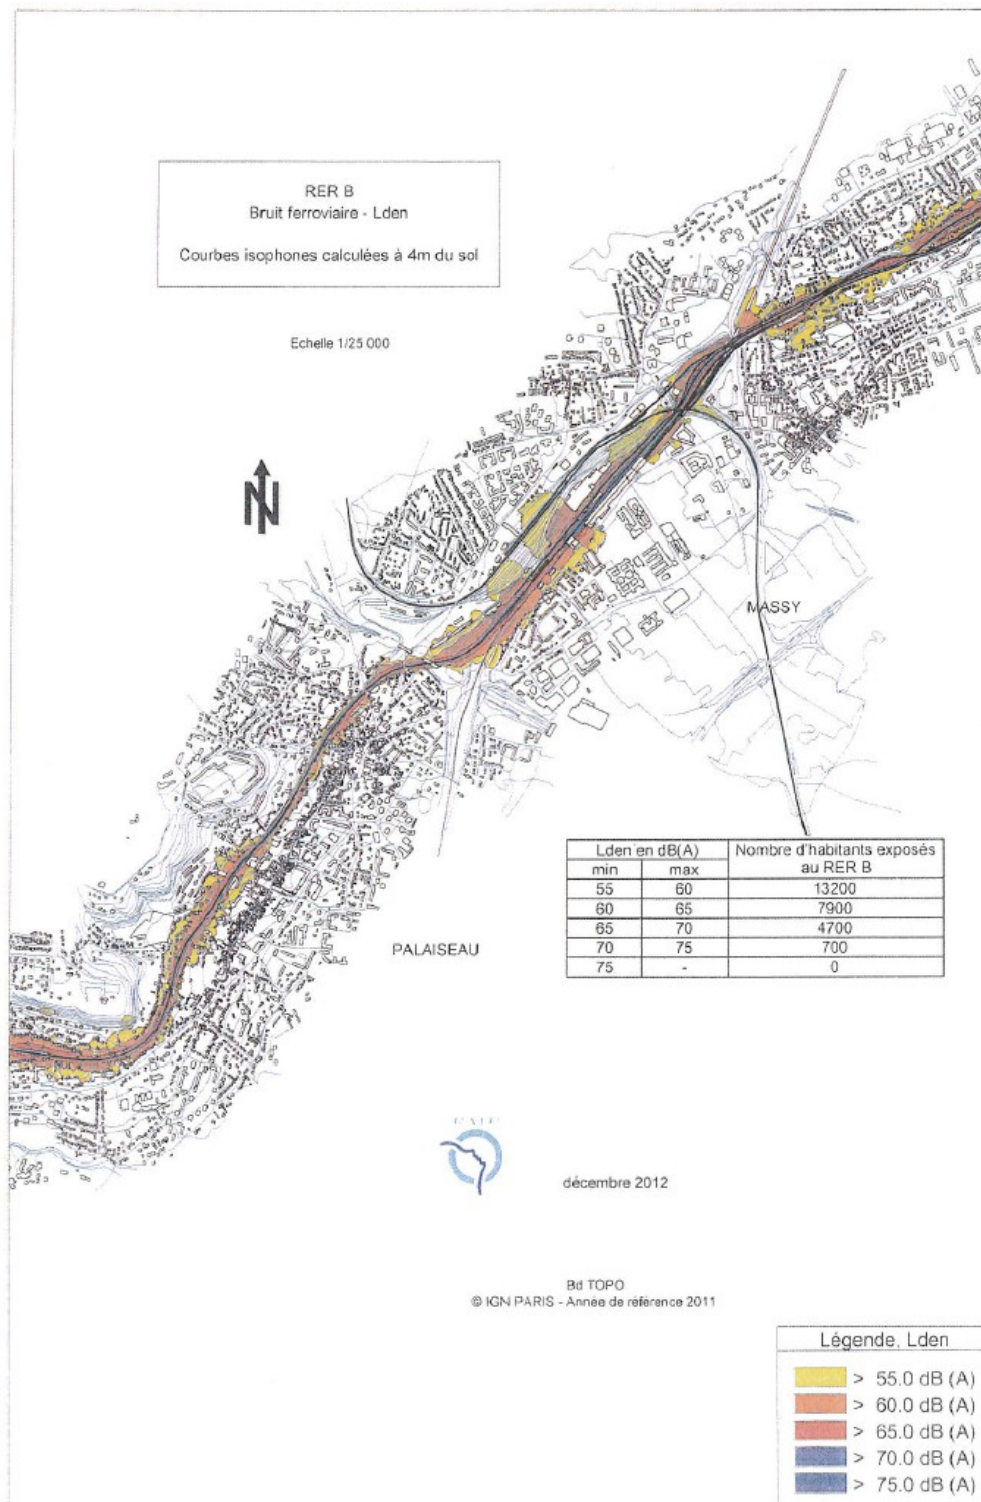 RER B
Bruit ferroviaire - Lden
Courbes isophones calculées à 4m du sol
Echelle 1/25 000
N
MASSY
Lden en dB(A) Nombre d'habitants exposés au RER B
min max
55 60 13200
60 65 7900
65 70 4700
70 75 700
75 - 0
PALAISEAU
décembre 2012
Bd TOPO
© IGN PARIS - Année de référence 2011
Légende, Lden
> 55.0 dB (A)
> 60.0 dB (A)
> 65.0 dB (A)
> 70.0 dB (A)
> 75.0 dB (A)